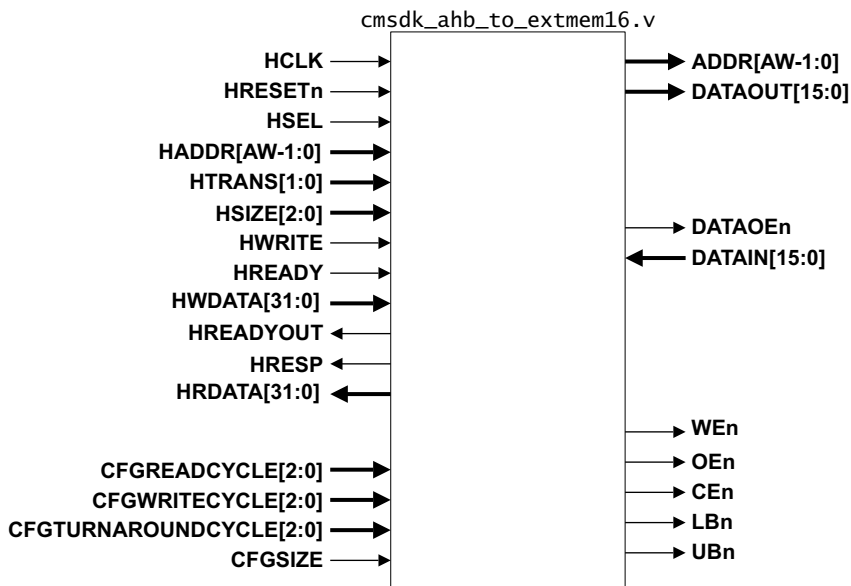 cmsdk_ahb_to_extmem16.v
HCLK
HRESETn
HSEL
HADDR[AW-1:0]
HTRANS[1:0]
HSIZE[2:0]
HWRITE
HREADY
HWDATA[31:0]
HREADYOUT
HRESP
HRDATA[31:0]
CFGREADCYCLE[2:0]
CFGWRITECYCLE[2:0]
CFGTURNAROUNDCYCLE[2:0]
CFGSIZE
ADDR[AW-1:0]
DATAOUT[15:0]
DATAOEn
DATAIN[15:0]
WEn
OEn
CEn
LBn
UBn